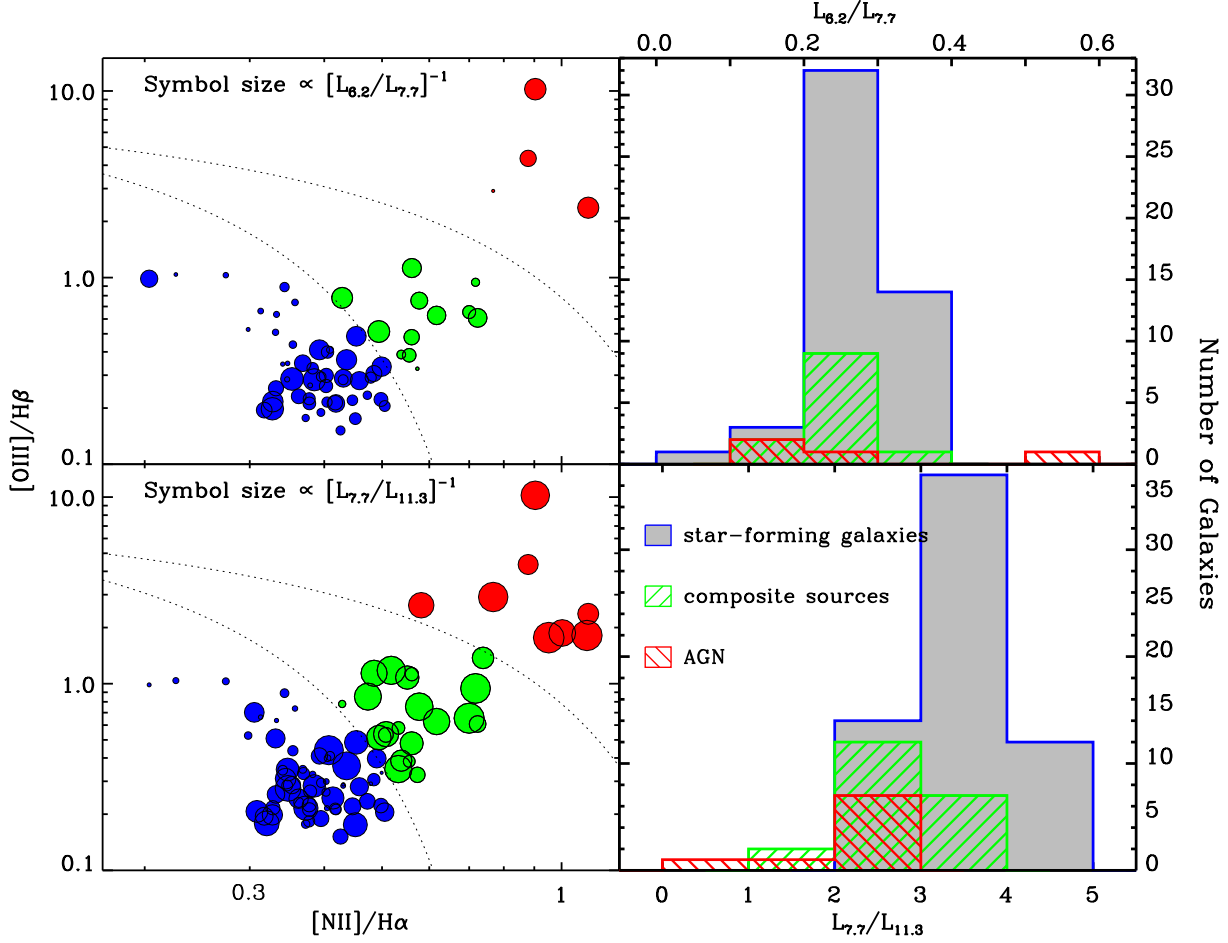 L6.2/L7.7
0.0 0.2 0.4 0.6
Symbol size ∝ [L6.2/L7.7]⁻¹
10.0
1.0
0.1
30
25
20
15
10
5
0
[OIII]/Hβ
Number of Galaxies
Symbol size ∝ [L7.7/L11.3]⁻¹
10.0
1.0
0.1
star-forming galaxies
composite sources
AGN
35
30
24
20
14
10
4
0
0.3 1
[NII]/Hα
0 1 2 3 4 5
L7.7/L11.3